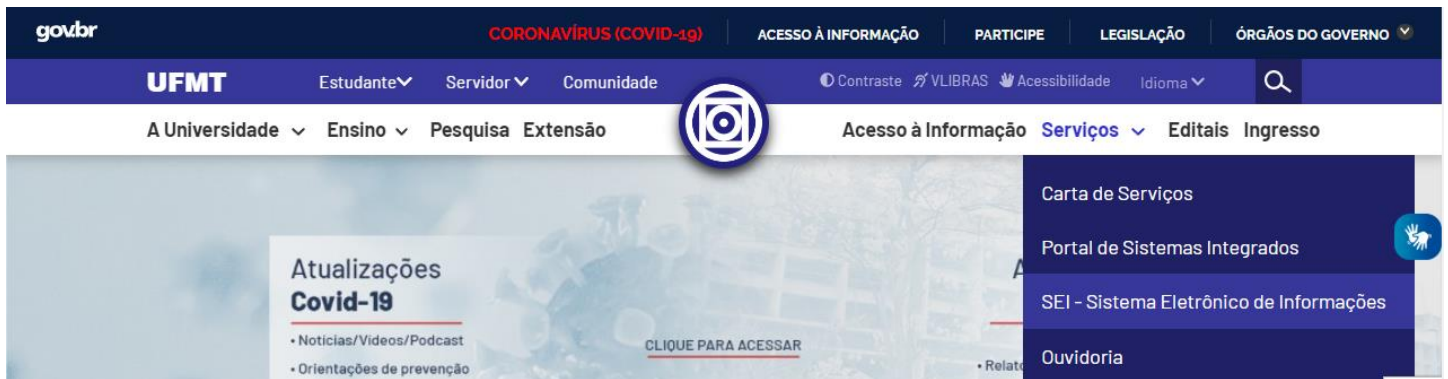 gov.br CORONAVÍRUS (COVID-19) ACESSO À INFORMAÇÃO PARTICIPE LEGISLAÇÃO ÓRGÃOS DO GOVERNO
UFMT Estudante Servidor Comunidade Contraste VLIBRAS Acessibilidade Idioma
A Universidade Ensino Pesquisa Extensão Acesso à Informação Serviços Editais Ingresso
Carta de Serviços
Portal de Sistemas Integrados
SEI - Sistema Eletrônico de Informações
Ouvidoria
Atualizações
Covid-19
• Notícias/Vídeos/Podcast
• Orientações de prevenção
CLIQUE PARA ACESSAR